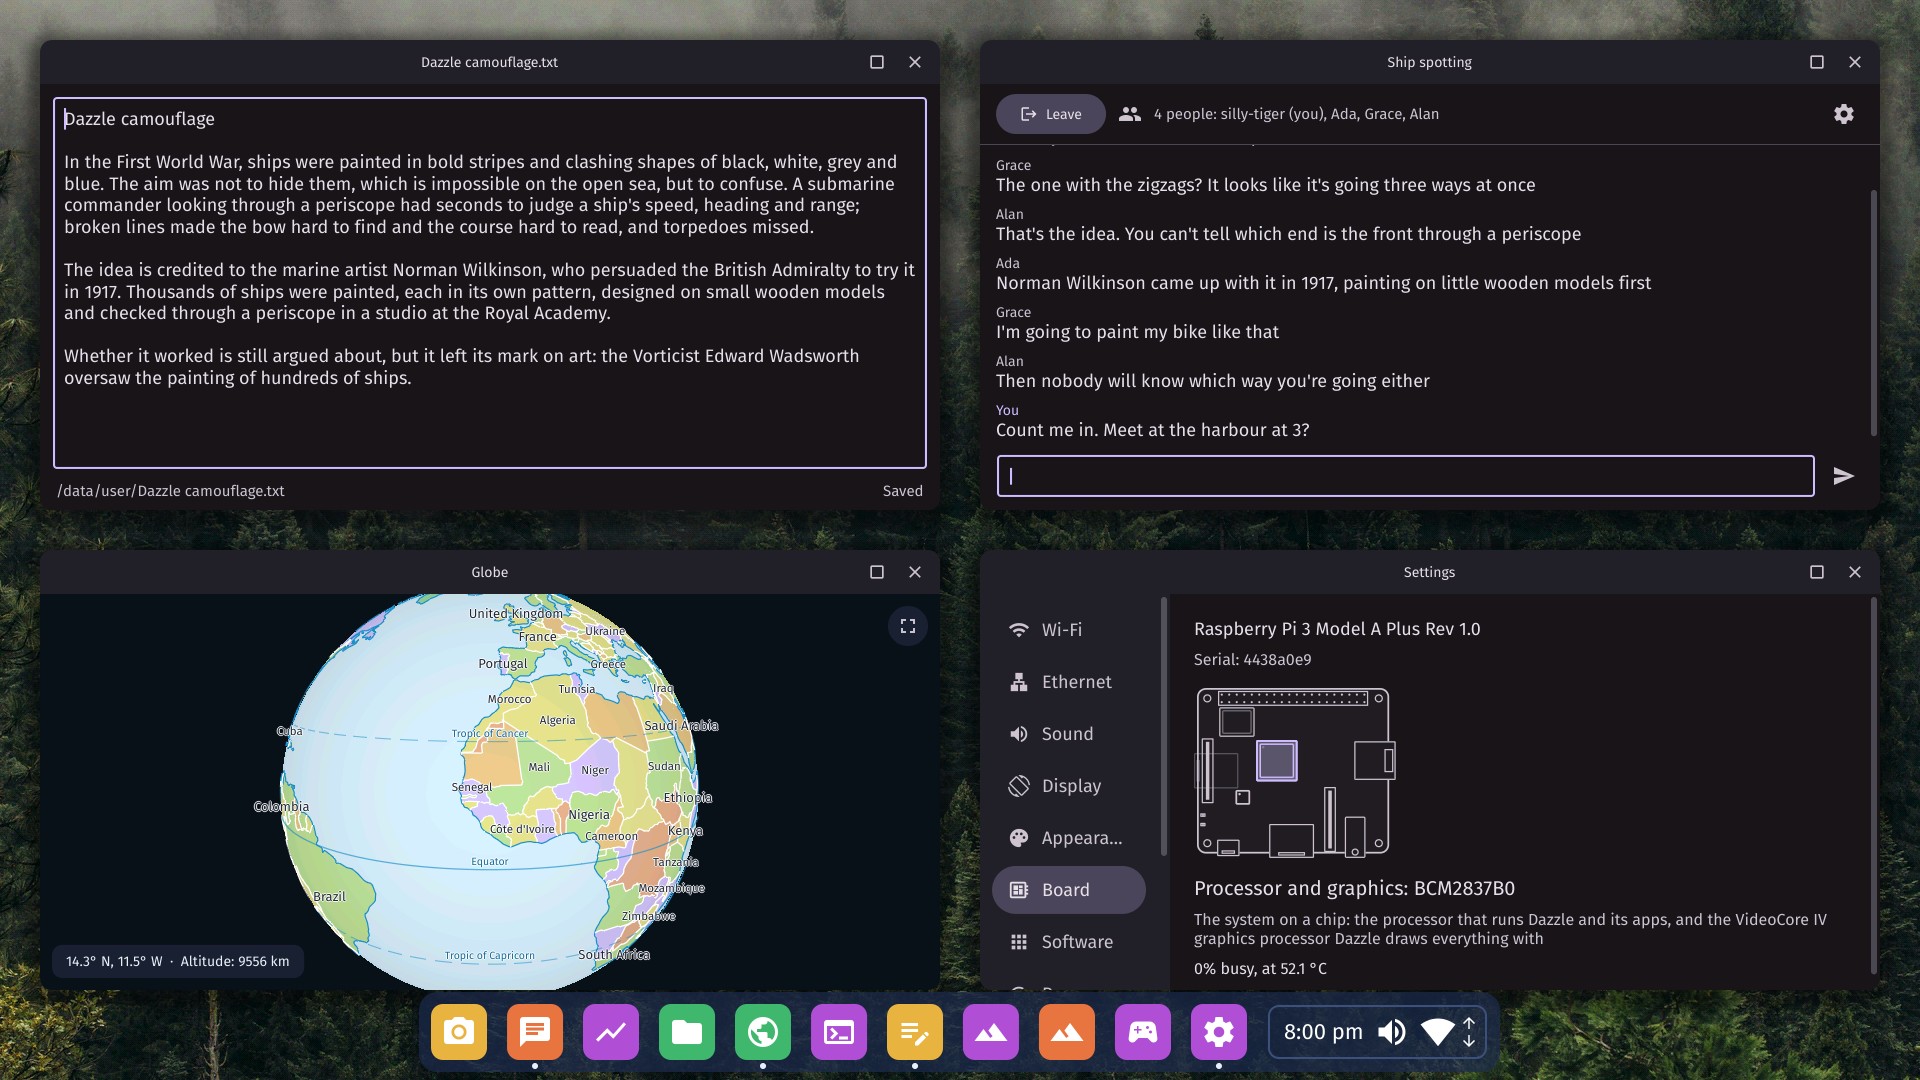 Dazzle camouflage.txt
Dazzle camouflage
In the First World War, ships were painted in bold stripes and clashing shapes of black, white, grey and
blue. The aim was not to hide them, which is impossible on the open sea, but to confuse. A submarine
commander looking through a periscope had seconds to judge a ship's speed, heading and range;
broken lines made the bow hard to find and the course hard to read, and torpedoes missed.
The idea is credited to the marine artist Norman Wilkinson, who persuaded the British Admiralty to try it
in 1917. Thousands of ships were painted, each in its own pattern, designed on small wooden models
and checked through a periscope in a studio at the Royal Academy.
Whether it worked is still argued about, but it left its mark on art: the Vorticist Edward Wadsworth
oversaw the painting of hundreds of ships.
/data/user/Dazzle camouflage.txt
Saved
Ship spotting
Leave
4 people: silly-tiger (you), Ada, Grace, Alan
Grace
The one with the zigzags? It looks like it's going three ways at once
Alan
That's the idea. You can't tell which end is the front through a periscope
Ada
Norman Wilkinson came up with it in 1917, painting on little wooden models first
Grace
I'm going to paint my bike like that
Alan
Then nobody will know which way you're going either
You
Count me in. Meet at the harbour at 3?
Globe
United Kingdom
Ukraine
France
Portugal
Greece
Tunisia
Iraq
Morocco
Algeria
Saudi Arabia
Cuba
Tropic of Cancer
Mali
Niger
Sudan
Senegal
Ethiopia
Colombia
Nigeria
Côte d'Ivoire
Cameroon
Kenya
Equator
Tanzania
Mozambique
Brazil
Zimbabwe
Tropic of Capricorn
South Africa
14.3° N, 11.5° W · Altitude: 9556 km
Settings
Wi-Fi
Ethernet
Sound
Display
Appeara...
Board
Software
Raspberry Pi 3 Model A Plus Rev 1.0
Serial: 4438a0e9
Processor and graphics: BCM2837B0
The system on a chip: the processor that runs Dazzle and its apps, and the VideoCore IV
graphics processor Dazzle draws everything with
0% busy, at 52.1 °C
8:00 pm